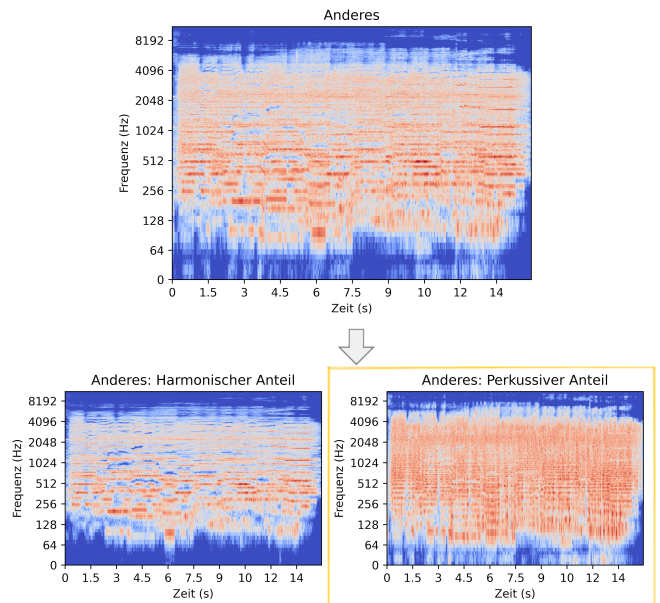 Anderes
Frequenz (Hz)
8192
4096
2048
1024
512
256
128
64
0
0 1.5 3 4.5 6 7.5 9 10 12 14
Zeit (s)
Anderes: Harmonischer Anteil
Frequenz (Hz)
8192
4096
2048
1024
512
256
128
64
0
0 1.5 3 4.5 6 7.5 9 10 12 14
Zeit (s)
Anderes: Perkussiver Anteil
Frequenz (Hz)
8192
4096
2048
1024
512
256
128
64
0
0 1.5 3 4.5 6 7.5 9 10 12 14
Zeit (s)